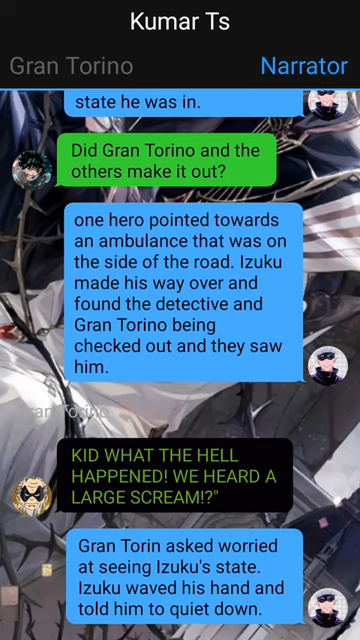 Kumar Ts
Gran Torino
Narrator
state he was in.
Did Gran Torino and the
others make it out?
one hero pointed towards
an ambulance that was on
the side of the road. Izuku
made his way over and
found the detective and
Gran Torino being
checked out and they saw
him.
Gran Torino
KID WHAT THE HELL
HAPPENED! WE HEARD A
LARGE SCREAM!?"
Gran Torin asked worried
at seeing Izuku's state.
Izuku waved his hand and
told him to quiet down.